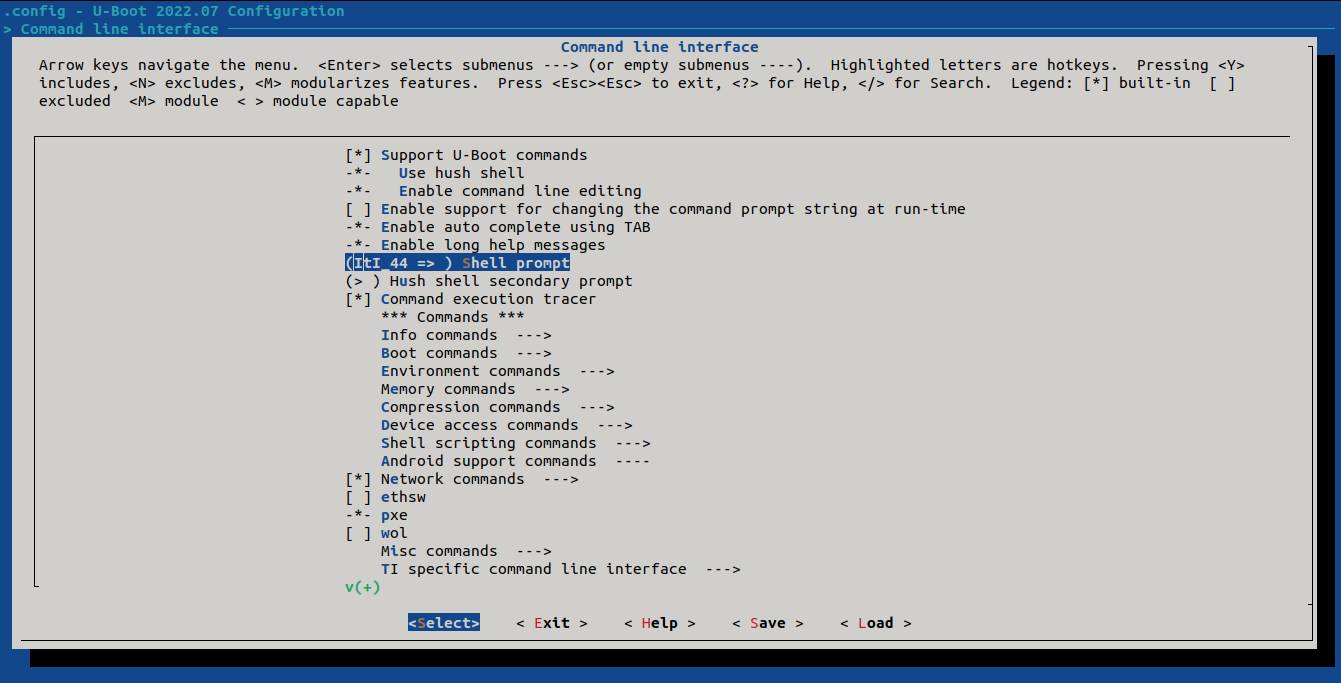 .config - U-Boot 2022.07 Configuration
> Command line interface
Command line interface
Arrow keys navigate the menu.  <Enter> selects submenus ---> (or empty submenus ----).  Highlighted letters are hotkeys.  Pressing <Y>
includes, <N> excludes, <M> modularizes features.  Press <Esc><Esc> to exit, <?> for Help, </> for Search.  Legend: [*] built-in  [ ]
excluded  <M> module  < > module capable
[*] Support U-Boot commands
-*-   Use hush shell
-*-   Enable command line editing
[ ] Enable support for changing the command prompt string at run-time
-*- Enable auto complete using TAB
-*- Enable long help messages
(ItI_44 => ) Shell prompt
(> ) Hush shell secondary prompt
[*] Command execution tracer
*** Commands ***
Info commands  --->
Boot commands  --->
Environment commands  --->
Memory commands  --->
Compression commands  --->
Device access commands  --->
Shell scripting commands  --->
Android support commands  ----
[*] Network commands  --->
[ ] ethsw
-*- pxe
[ ] wol
Misc commands  --->
TI specific command line interface  --->
v(+)
<Select>    < Exit >    < Help >    < Save >    < Load >